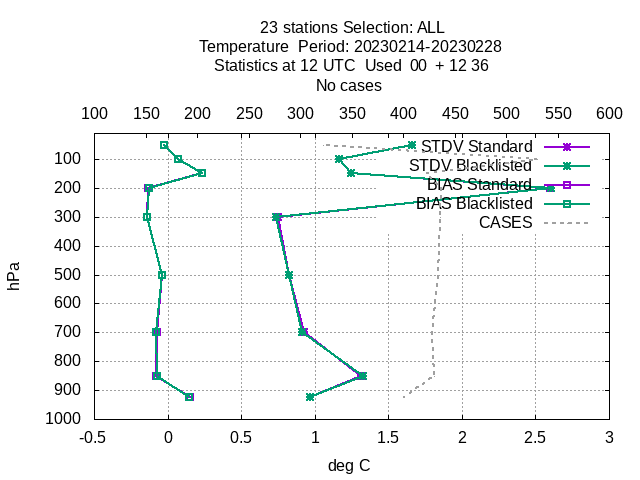 23 stations Selection: ALL
Temperature  Period: 20230214-20230228
Statistics at 12 UTC  Used  00  + 12 36
No cases
100 150 200 250 300 350 400 450 500 550 600
STDV Standard
100
STDV Blacklisted
BIAS Standard
200
BIAS Blacklisted
300
CASES
400
hPa
500
600
700
800
900
1000
-0.5 0 0.5 1 1.5 2 2.5 3
deg C